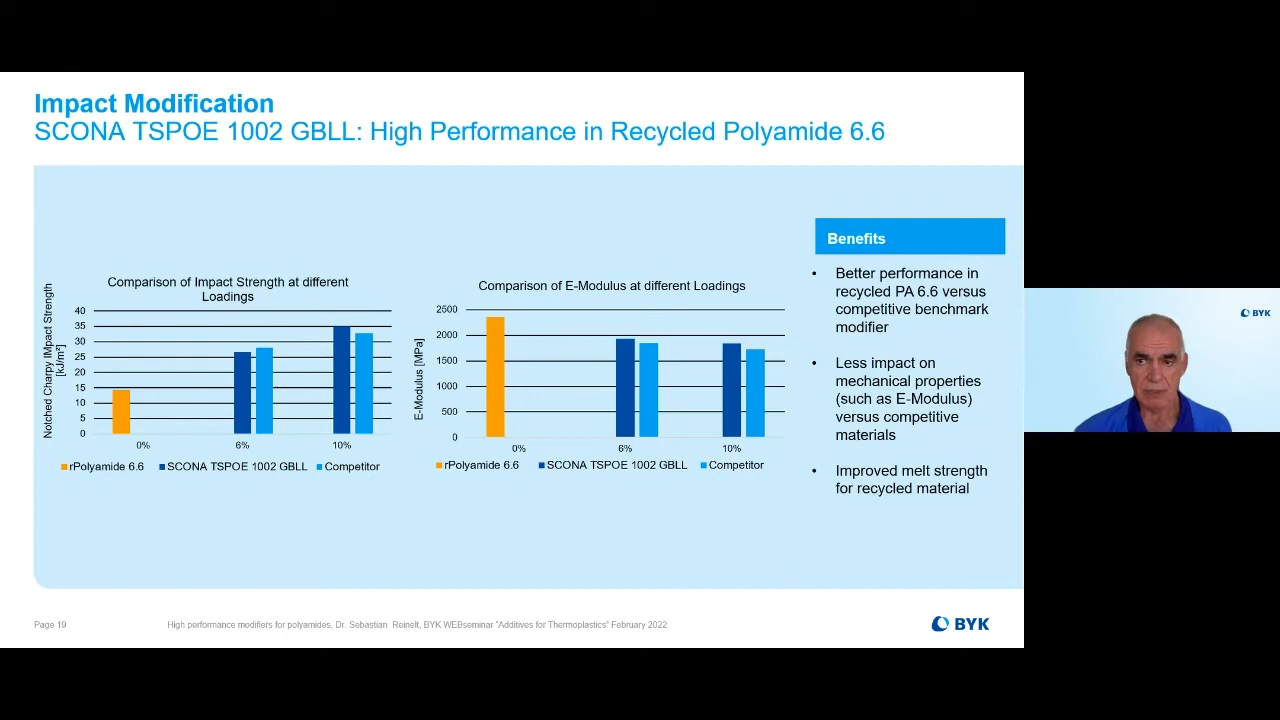 Impact Modification
SCONA TSPOE 1002 GBLL: High Performance in Recycled Polyamide 6.6
Comparison of Impact Strength at different
Loadings
Notched Charpy IMpact Strength
[kJ/m²]
40
35
30
25
20
15
10
5
0
0%
6%
10%
rPolyamide 6.6
SCONA TSPOE 1002 GBLL
Competitor
Comparison of E-Modulus at different Loadings
E-Modulus [MPa]
2500
2000
1500
1000
500
0
0%
6%
10%
rPolyamide 6.6
SCONA TSPOE 1002 GBLL
Competitor
Benefits
• Better performance in
recycled PA 6.6 versus
competitive benchmark
modifier
• Less impact on
mechanical properties
(such as E-Modulus)
versus competitive
materials
• Improved melt strength
for recycled material
BYK
Page 19
High performance modifiers for polyamides, Dr. Sebastian Reinelt, BYK WEBseminar "Additives for Thermoplastics" February 2022
BYK